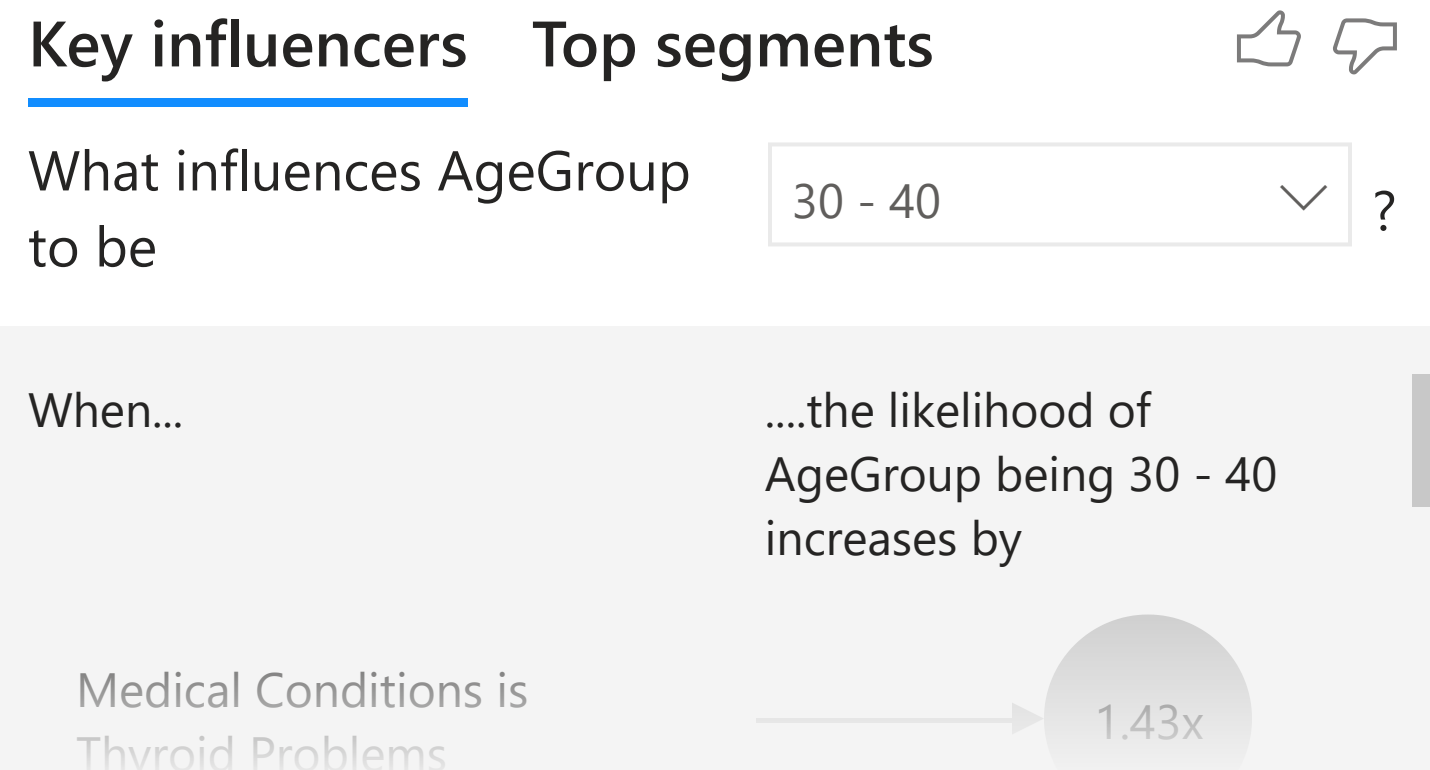 Key influencers Top segments
What influences AgeGroup
to be
30 - 40
?
When...
....the likelihood of
AgeGroup being 30 - 40
increases by
Medical Conditions is
Thyroid Problems
1.43x